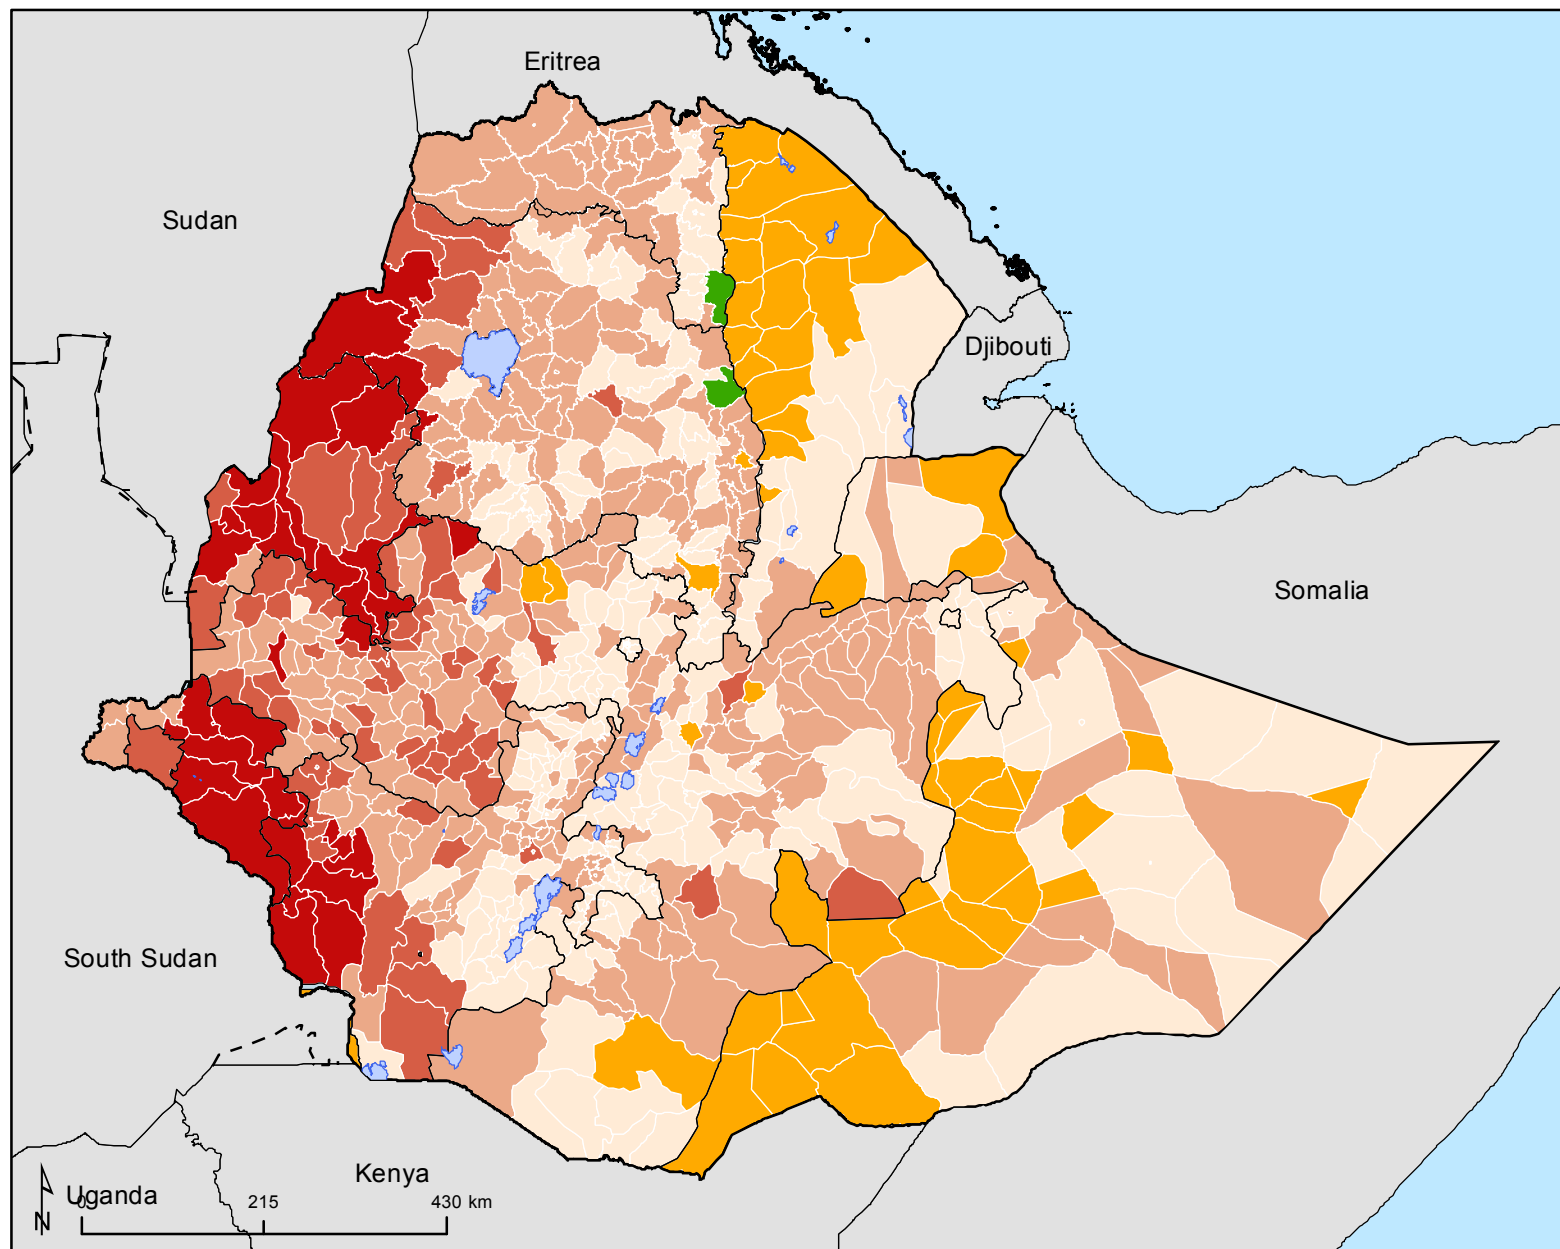 Eritrea
Sudan
Djibouti
Somalia
South Sudan
Kenya
Uganda
0 215 430 km
N